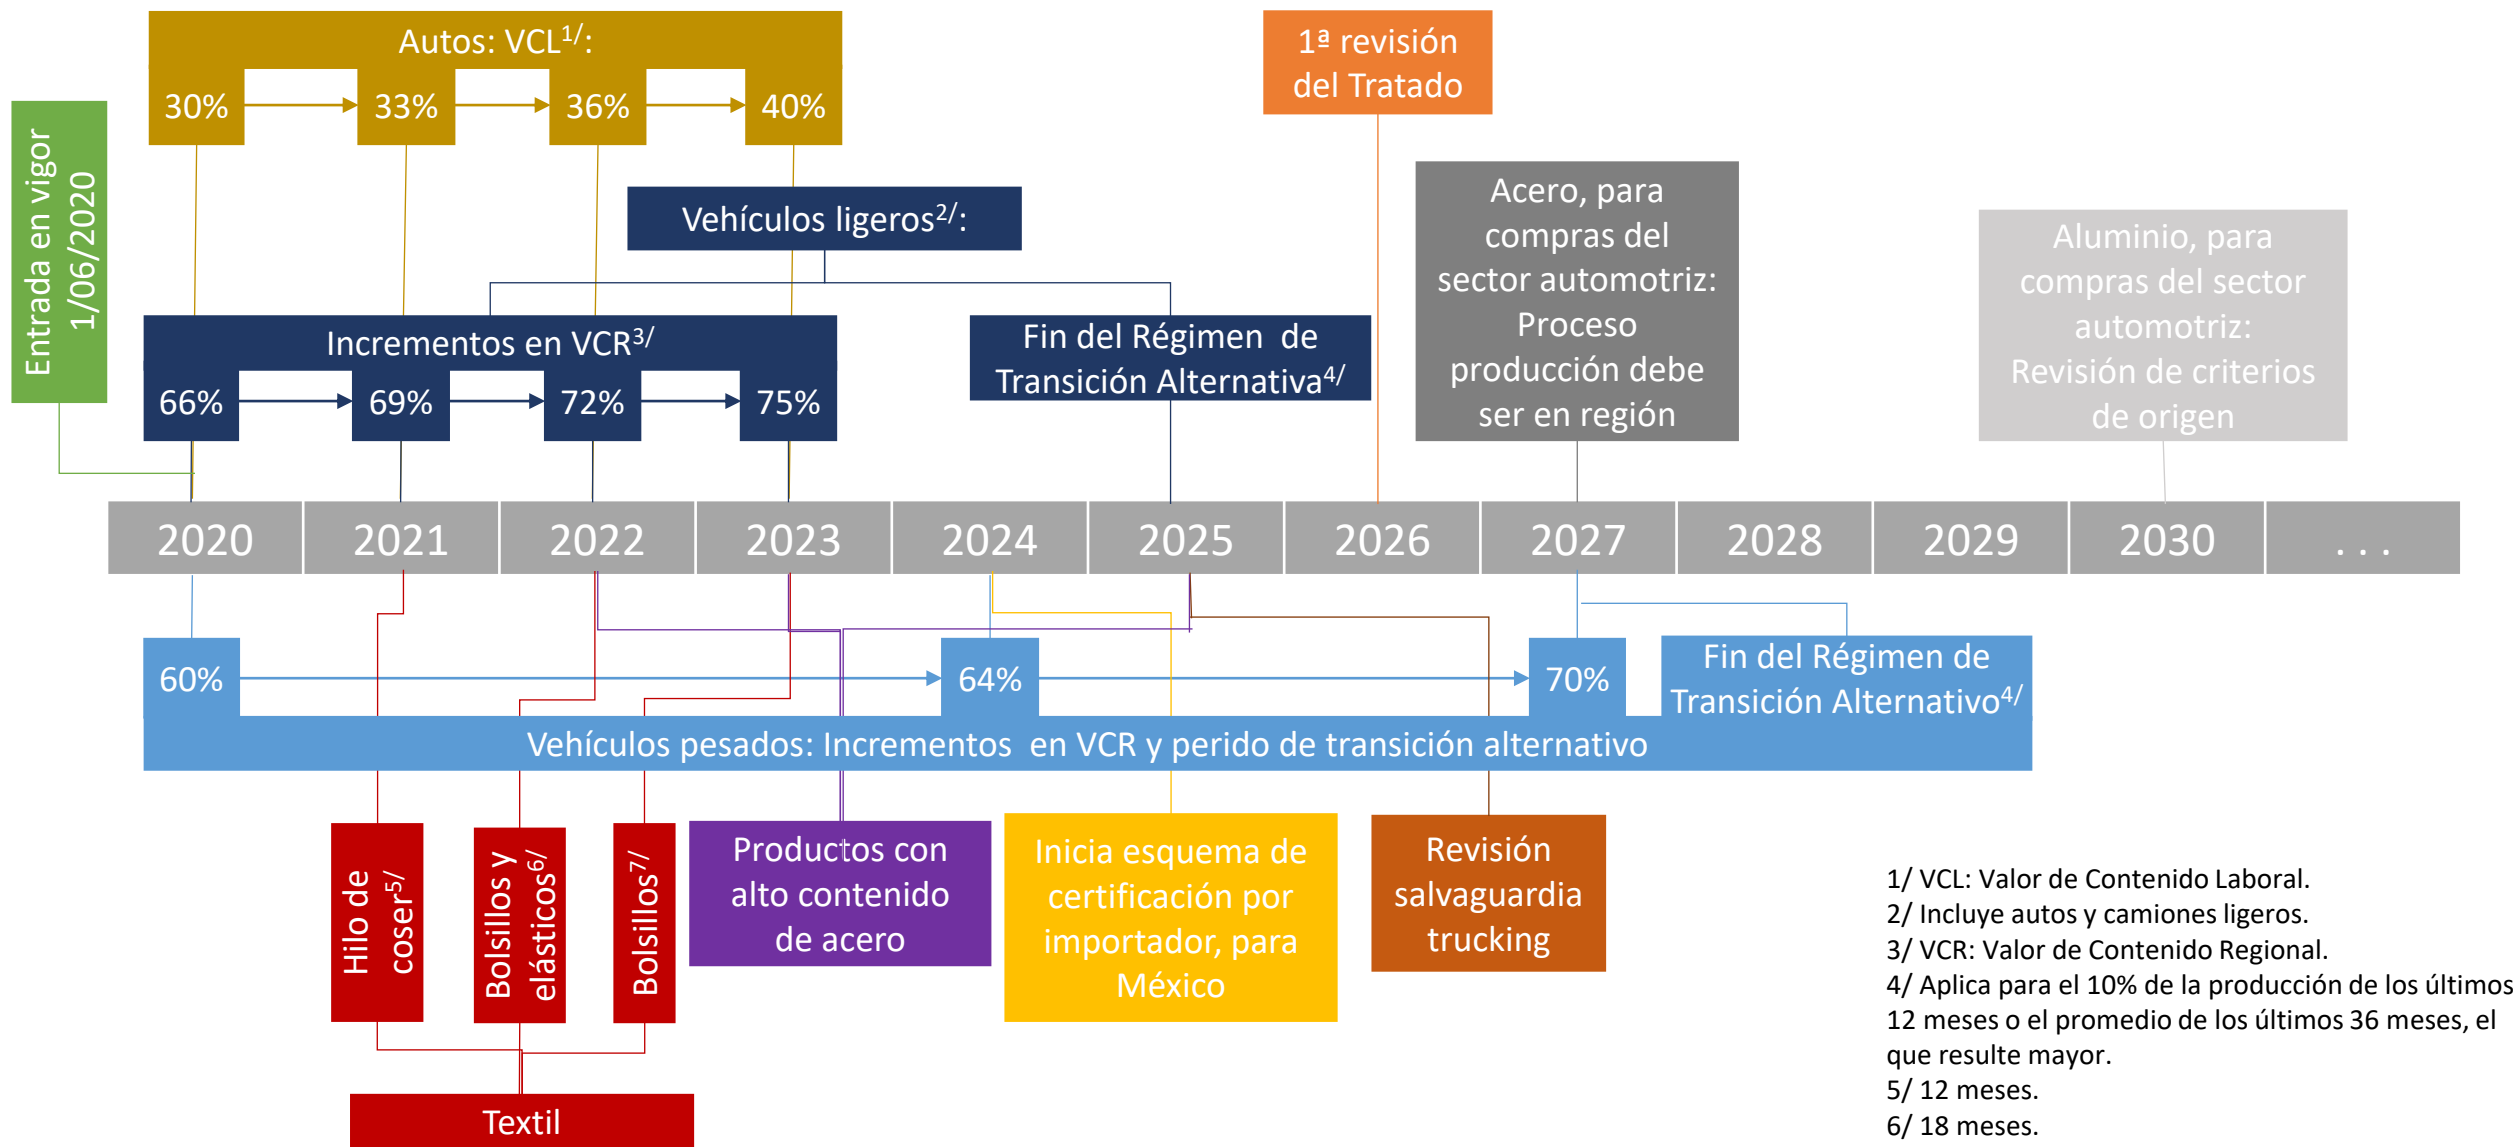 Autos: VCL1/:
30%
33%
36%
40%
1ª revisión
del Tratado
Entrada en vigor
1/06/2020
Vehículos ligeros2/:
Acero, para
compras del
sector automotriz:
Proceso
producción debe
ser en región
Aluminio, para
compras del sector
automotriz:
Revisión de criterios
de origen
Incrementos en VCR3/
66%
69%
72%
75%
Fin del Régimen de
Transición Alternativa4/
2020
2021
2022
2023
2024
2025
2026
2027
2028
2029
2030
. . .
60%
64%
70%
Fin del Régimen de
Transición Alternativo4/
Vehículos pesados: Incrementos en VCR y perido de transición alternativo
Hilo de
coser5/
Bolsillos y
elásticos6/
Bolsillos7/
Productos con
alto contenido
de acero
Inicia esquema de
certificación por
importador, para
México
Revisión
salvaguardia
trucking
Textil
1/ VCL: Valor de Contenido Laboral.
2/ Incluye autos y camiones ligeros.
3/ VCR: Valor de Contenido Regional.
4/ Aplica para el 10% de la producción de los últimos
12 meses o el promedio de los últimos 36 meses, el
que resulte mayor.
5/ 12 meses.
6/ 18 meses.